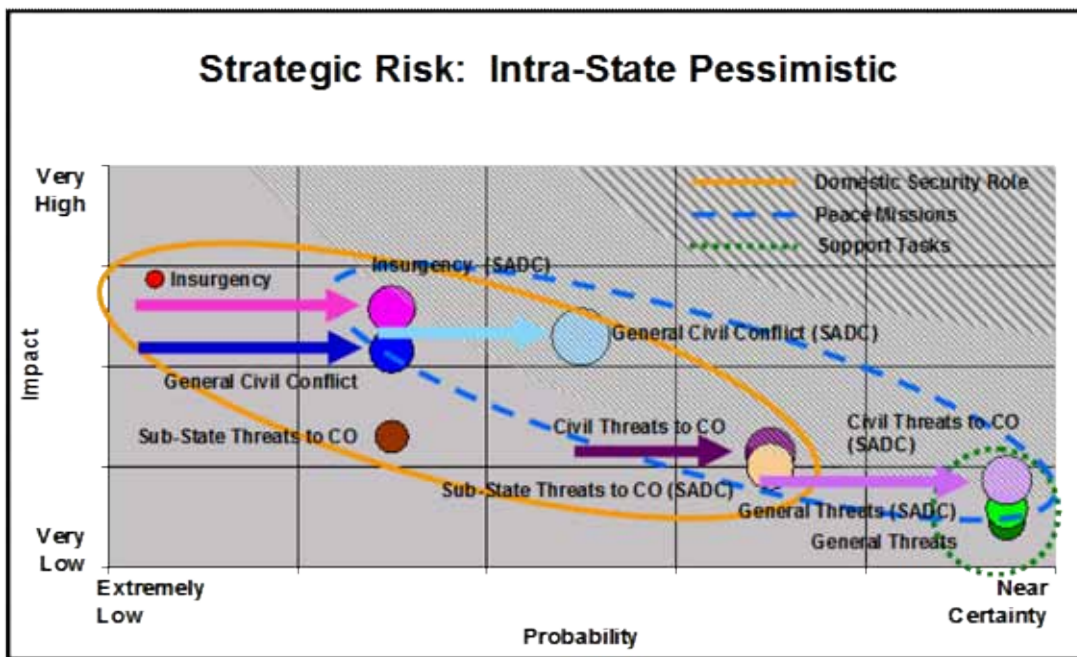 Strategic Risk:  Intra-State Pessimistic
Very
High
Domestic Security Role
Peace Missions
Support Tasks
Insurgency (SADC)
Insurgency
General Civil Conflict (SADC)
Impact
General Civil Conflict
Civil Threats to CO
(SADC)
Civil Threats to CO
Sub-State Threats to CO
Sub-State Threats to CO (SADC)
General Threats (SADC)
General Threats
Very
Low
Extremely
Low
Near
Certainty
Probability